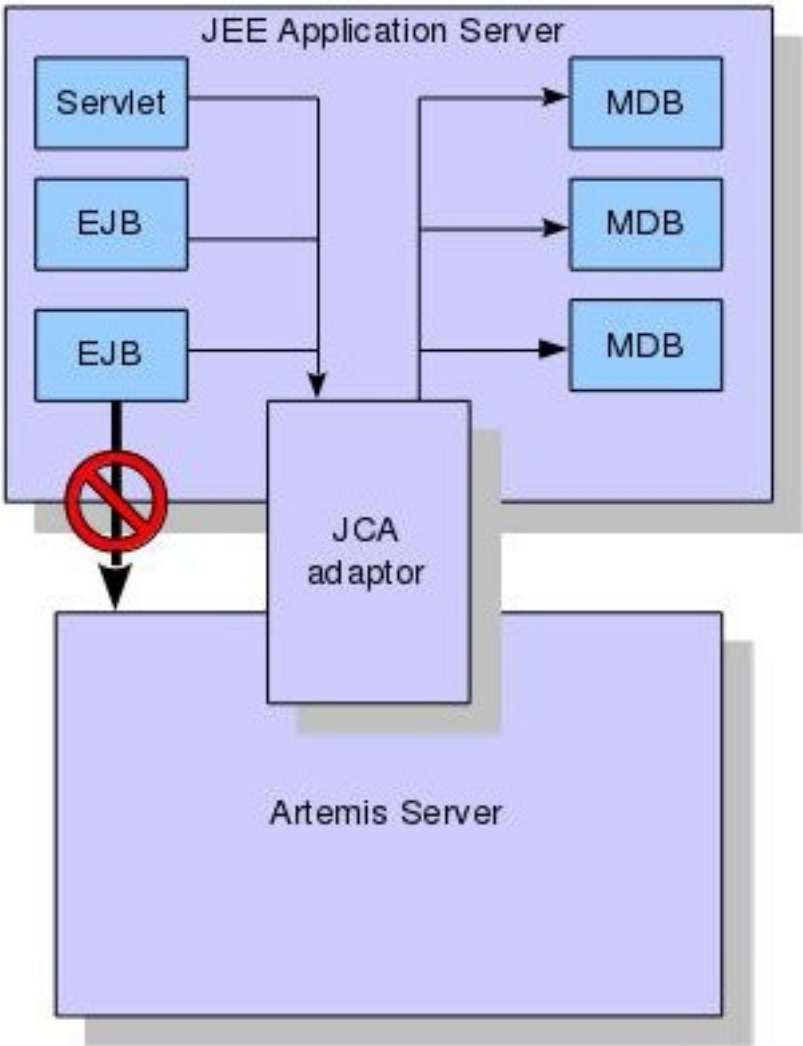 JEE Application Server
Servlet
EJB
EJB
MDB
MDB
MDB
JCA
adaptor
Artemis Server